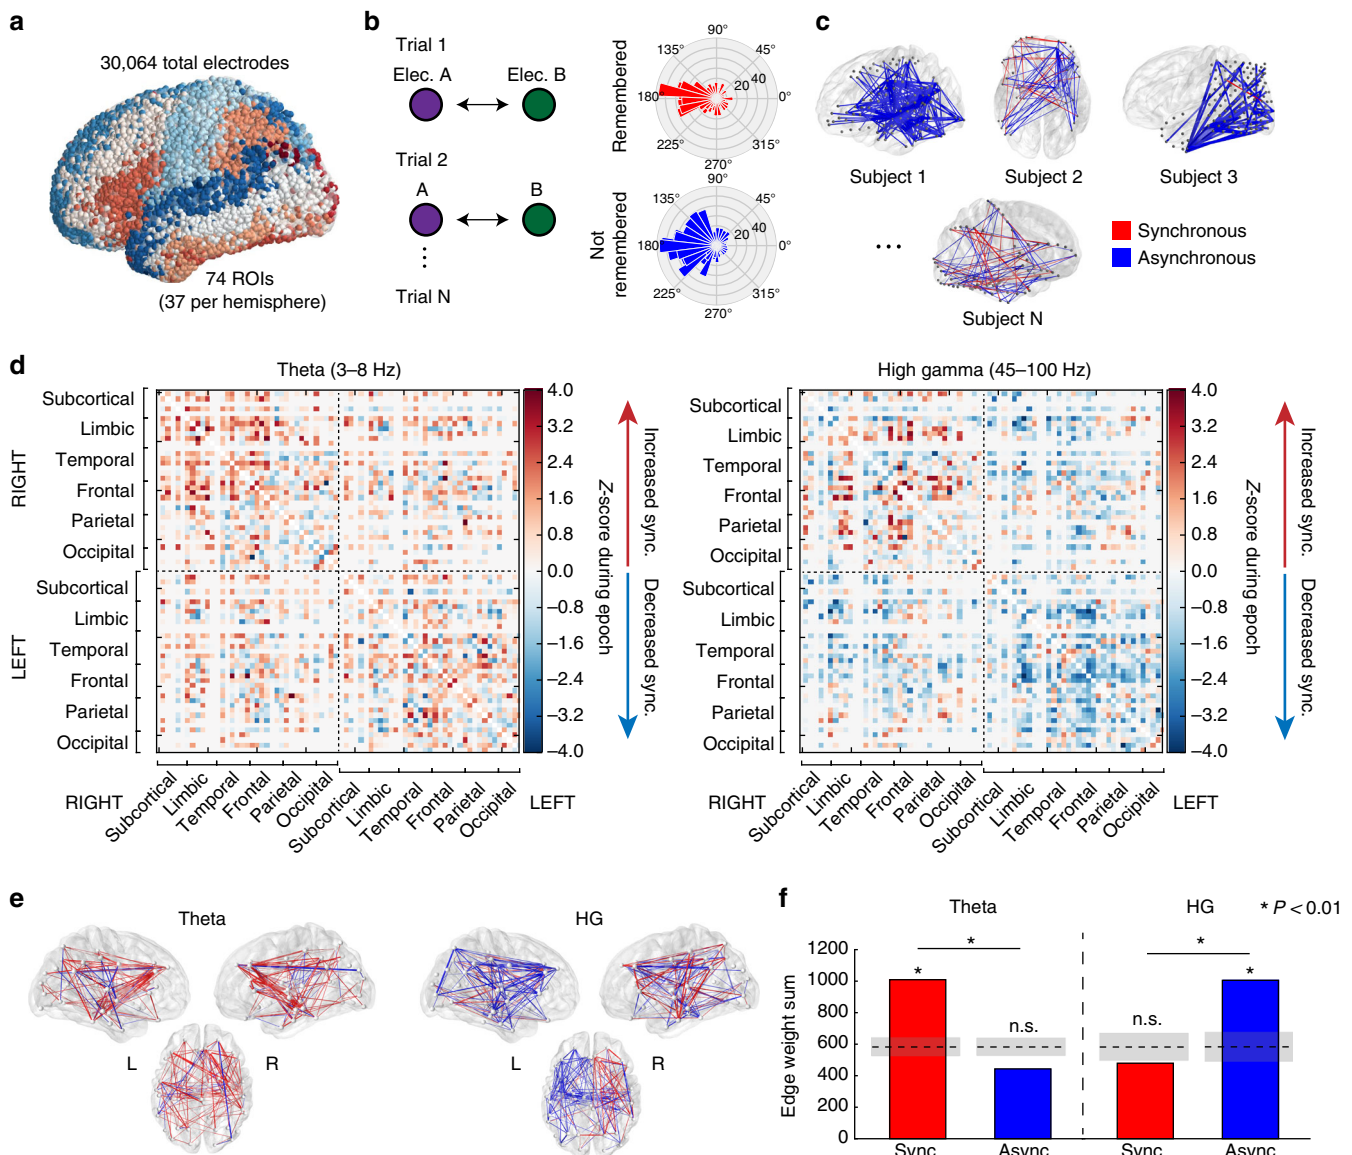 a
30,064 total electrodes
74 ROIs
(37 per hemisphere)
b
Trial 1
Elec. A
Elec. B
Trial 2
A
B
Trial N
Remembered
90°
135°
45°
180°
20
40
0°
225°
315°
270°
Not
remembered
90°
135°
45°
180°
20
40
0°
225°
315°
270°
c
Subject 1
Subject 2
Subject 3
Subject N
Synchronous
Asynchronous
d
Theta (3–8 Hz)
RIGHT
Subcortical
Limbic
Temporal
Frontal
Parietal
Occipital
LEFT
Subcortical
Limbic
Temporal
Frontal
Parietal
Occipital
RIGHT
Subcortical
Limbic
Temporal
Frontal
Parietal
Occipital
Subcortical
Limbic
Temporal
Frontal
Parietal
Occipital
LEFT
4.0
3.2
2.4
1.6
0.8
0.0
−0.8
−1.6
−2.4
−3.2
−4.0
Z-score during epoch
Increased sync.
Decreased sync.
High gamma (45–100 Hz)
Subcortical
Limbic
Temporal
Frontal
Parietal
Occipital
Subcortical
Limbic
Temporal
Frontal
Parietal
Occipital
RIGHT
Subcortical
Limbic
Temporal
Frontal
Parietal
Occipital
Subcortical
Limbic
Temporal
Frontal
Parietal
Occipital
LEFT
4.0
3.2
2.4
1.6
0.8
0.0
−0.8
−1.6
−2.4
−3.2
−4.0
Z-score during epoch
Increased sync.
Decreased sync.
e
Theta
L
R
HG
L
R
f
Theta
HG
* P < 0.01
Edge weight sum
1200
1000
800
600
400
200
0
*
*
n.s.
n.s.
*
*
Sync
Async
Sync
Async